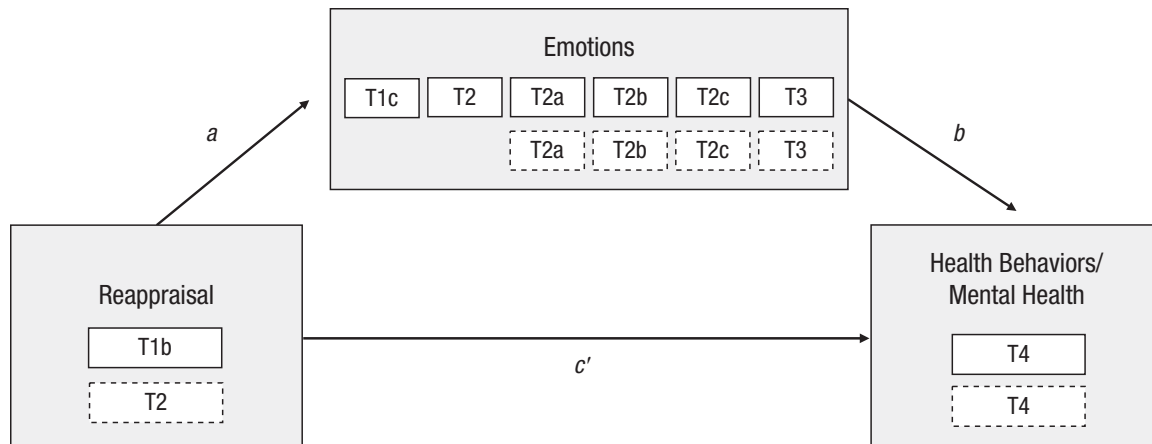 Emotions
T1c T2 T2a T2b T2c T3
T2a T2b T2c T3
a
b
Reappraisal
T1b
T2
c′
Health Behaviors/
Mental Health
T4
T4